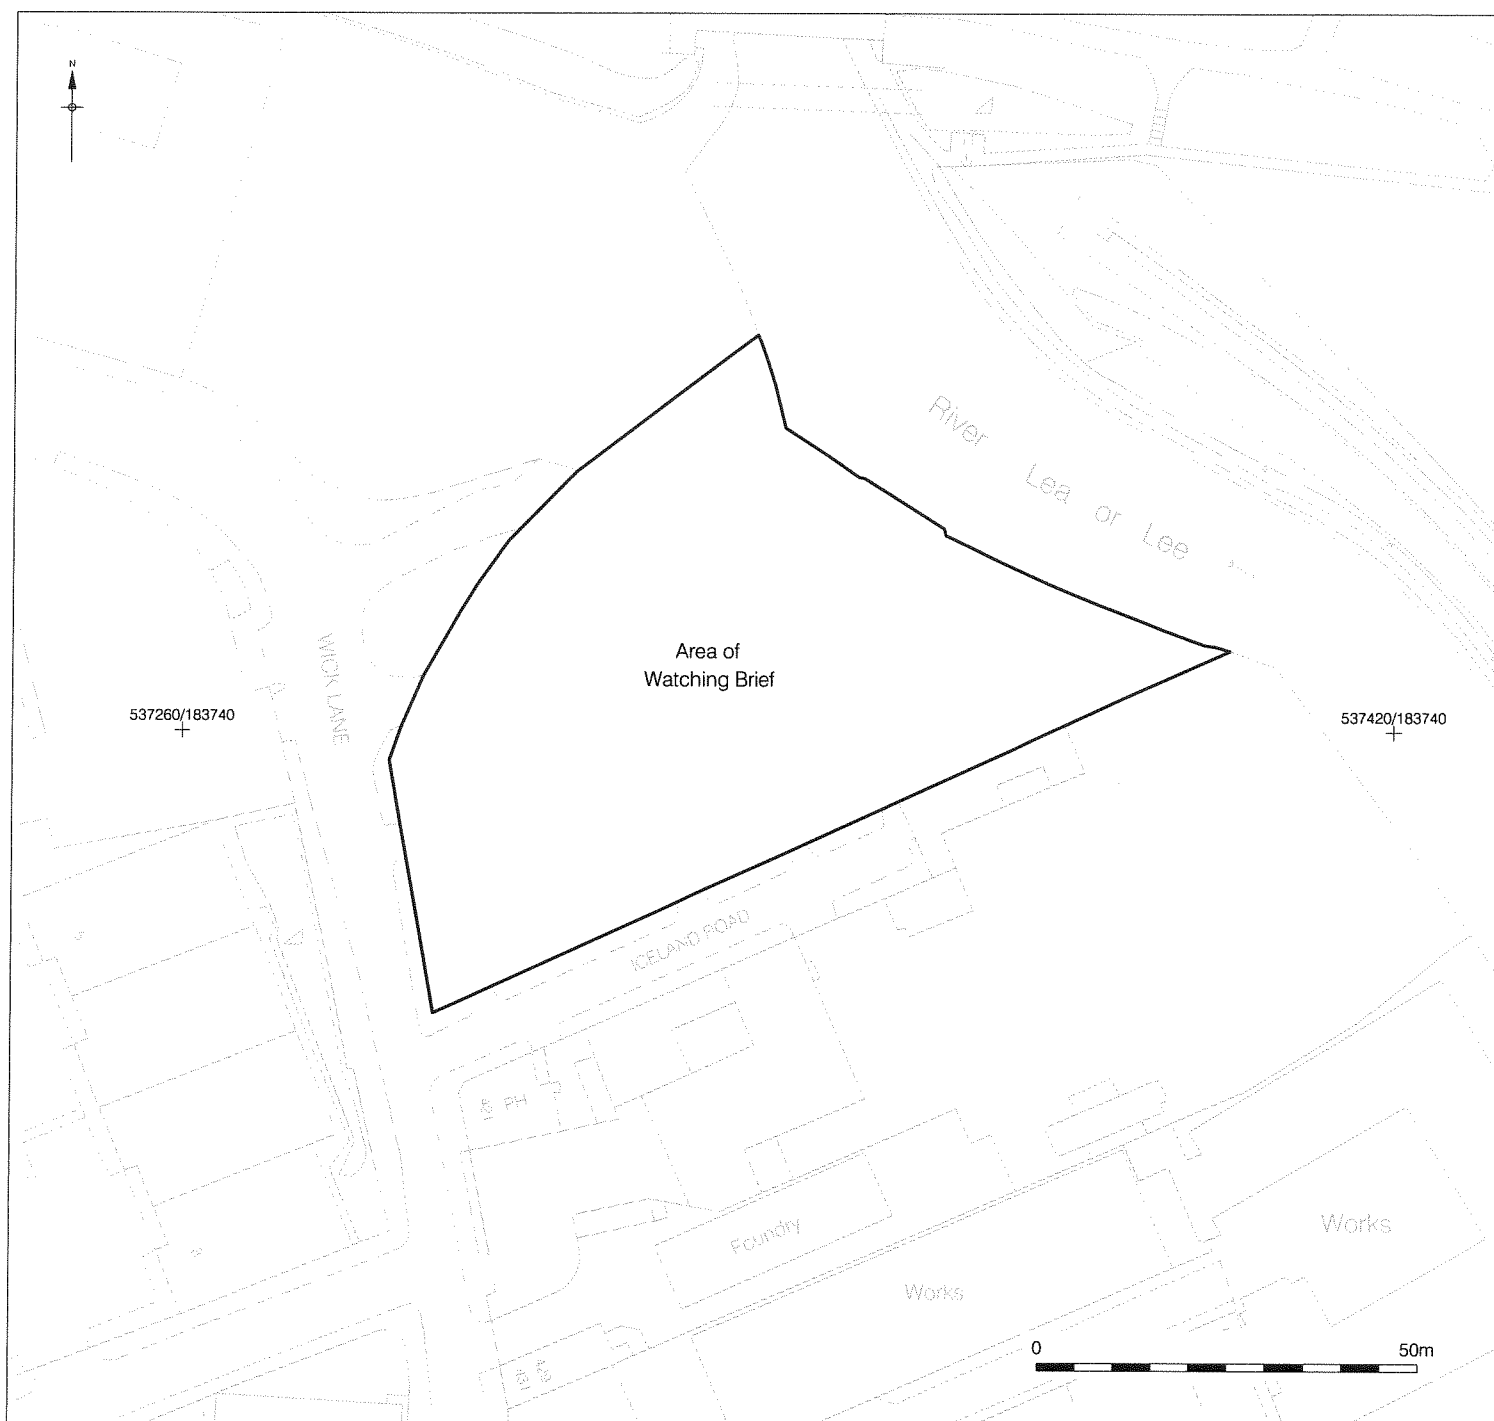 N
River Lea or Lee
WICK LANE
Area of
Watching Brief
537260/183740
537420/183740
ICELAND ROAD
PH
Foundry
Works
Works
0 50m